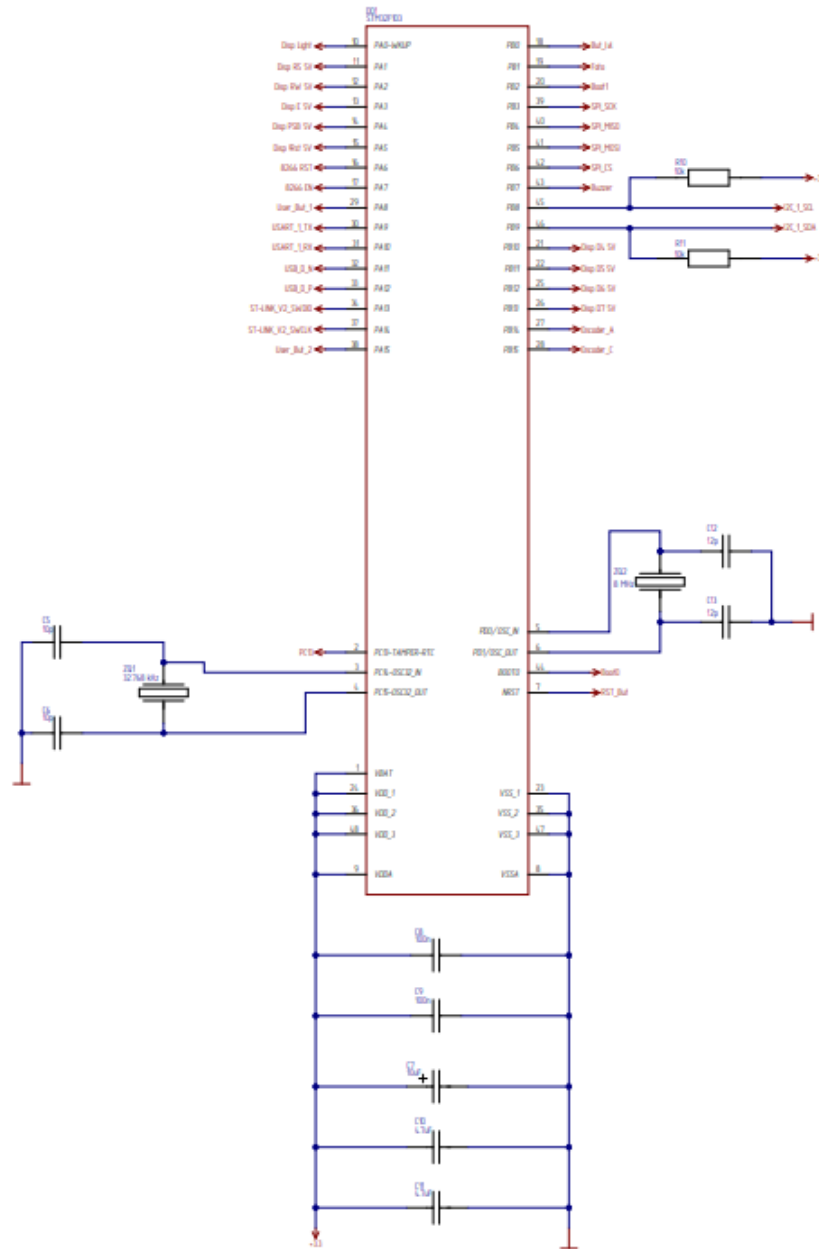 DD1
STM32F103
Disp Light 10 PA0-WKUP
Disp RS 5V 11 PA1
Disp RW 5V 12 PA2
Disp E 5V 13 PA3
Disp PSB 5V 14 PA4
Disp Rst 5V 15 PA5
8266 RST 16 PA6
8266 EN 17 PA7
User_But_1 29 PA8
USART_1_TX 30 PA9
USART_1_RX 31 PA10
USB_D_N 32 PA11
USB_D_P 33 PA12
ST-LINK_V2_SWDIO 34 PA13
ST-LINK_V2_SWCLK 37 PA14
User_But_2 38 PA15
PB0 18
PB1 19
PB2 20 Boot1
PB3 39 SPI_SCK
PB4 40 SPI_MISO
PB5 41 SPI_MOSI
PB6 42 SPI_CS
PB7 43 Buzzer
PB8 45 I2C_1_SCL
PB9 46 I2C_1_SDA
PB10 21 Disp D4 5V
PB11 22 Disp D5 5V
PB12 25 Disp D6 5V
PB13 26 Disp D7 5V
PB14 27 Encoder_A
PB15 28 Encoder_C
R10
10k
R11
10k
C12
12p
ZQ2
8 MHz
C13
12p
PD0/OSC_IN 5
PD1/OSC_OUT 6
BOOT0 44 Boot0
NRST 7 RST_But
C5
10p
ZQ1
32.768 kHz
C6
10p
PC13 2 PC13-TAMPER-RTC
3 PC14-OSC32_IN
4 PC15-OSC32_OUT
1 VBAT
24 VDD_1
36 VDD_2
48 VDD_3
9 VDDA
VSS_1 23
VSS_2 35
VSS_3 47
VSSA 8
C8
100n
C9
100n
C7
10uF
C10
4.7uF
C11
4.7uF
+3.3